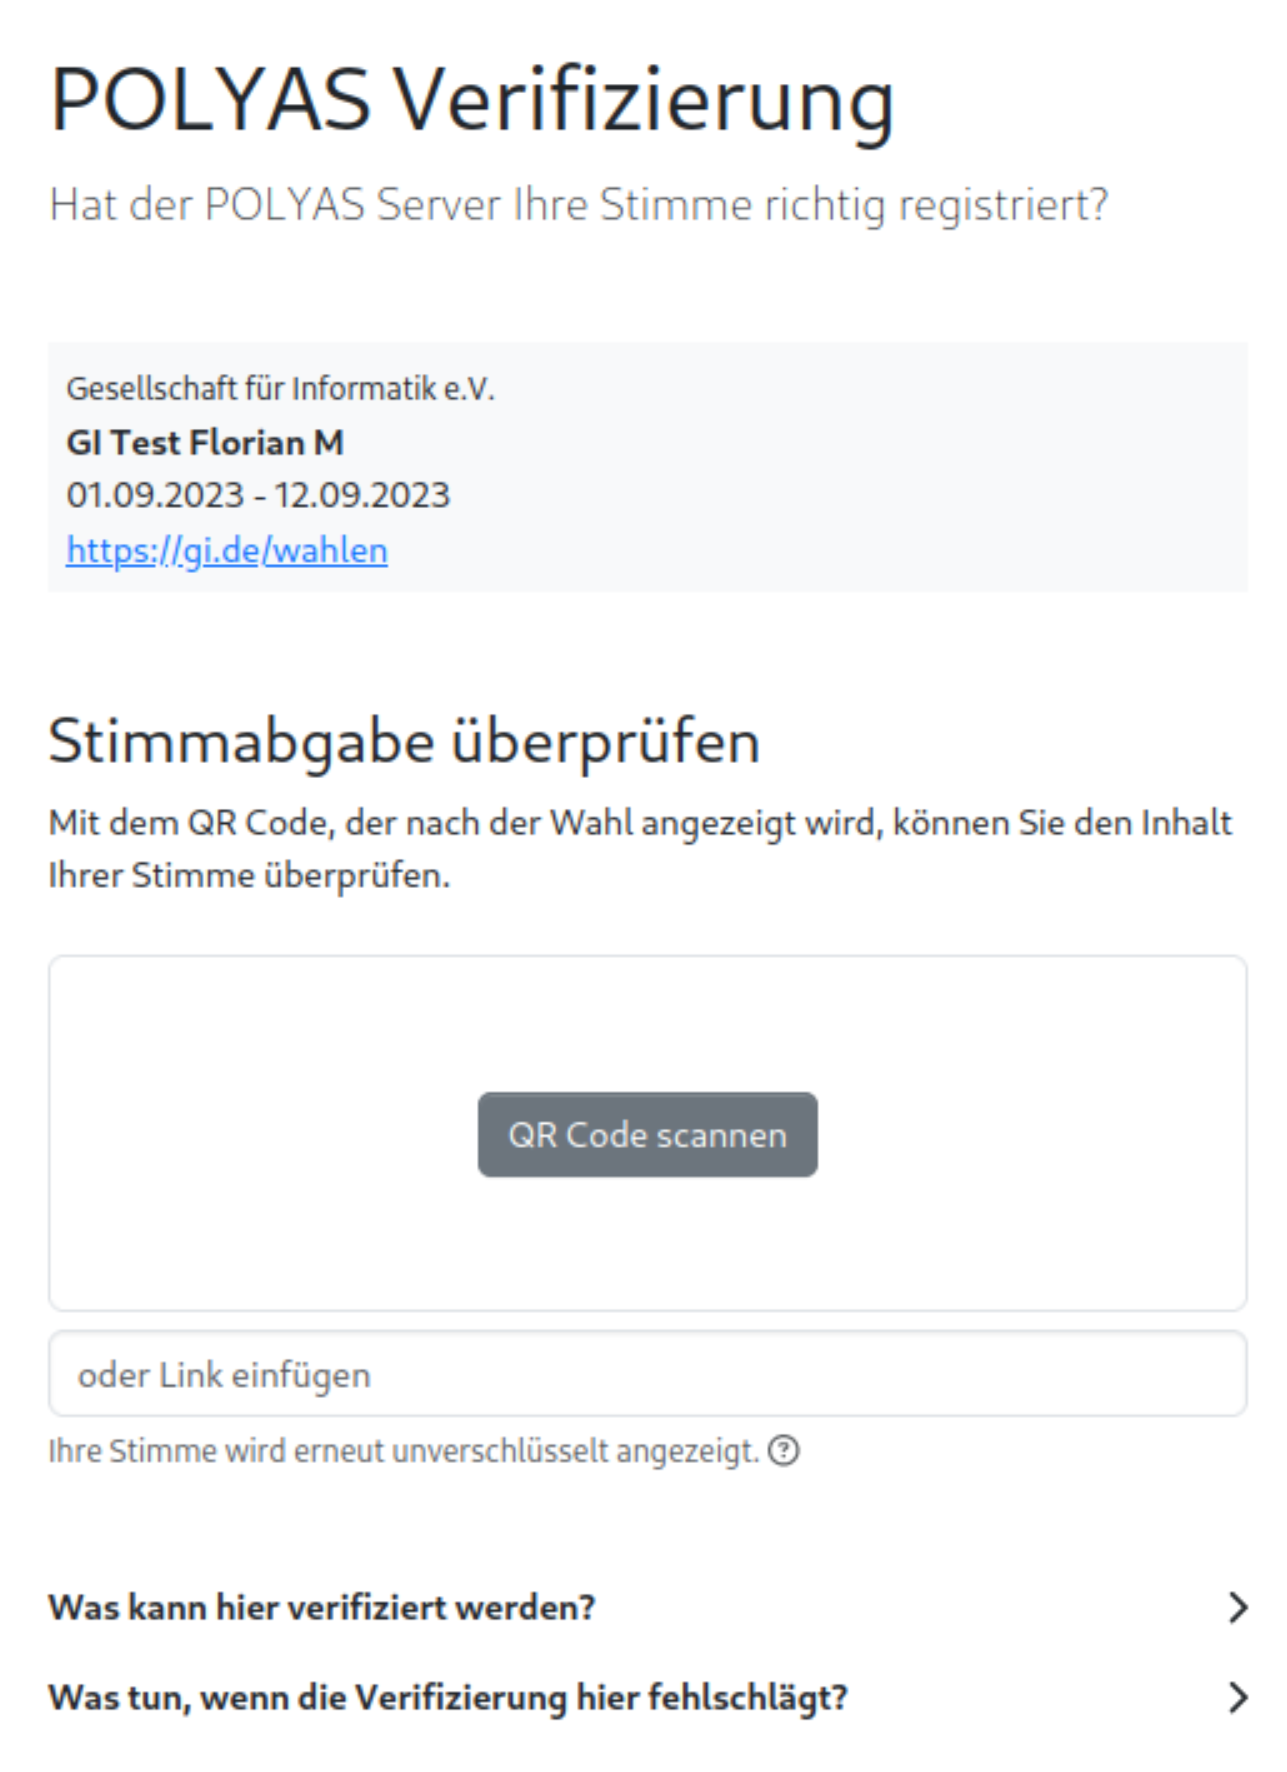 POLYAS Verifizierung
Hat der POLYAS Server Ihre Stimme richtig registriert?
Gesellschaft für Informatik e.V.
GI Test Florian M
01.09.2023 - 12.09.2023
https://gi.de/wahlen
Stimmabgabe überprüfen
Mit dem QR Code, der nach der Wahl angezeigt wird, können Sie den Inhalt
Ihrer Stimme überprüfen.
QR Code scannen
oder Link einfügen
Ihre Stimme wird erneut unverschlüsselt angezeigt. ?
Was kann hier verifiziert werden?
Was tun, wenn die Verifizierung hier fehlschlägt?